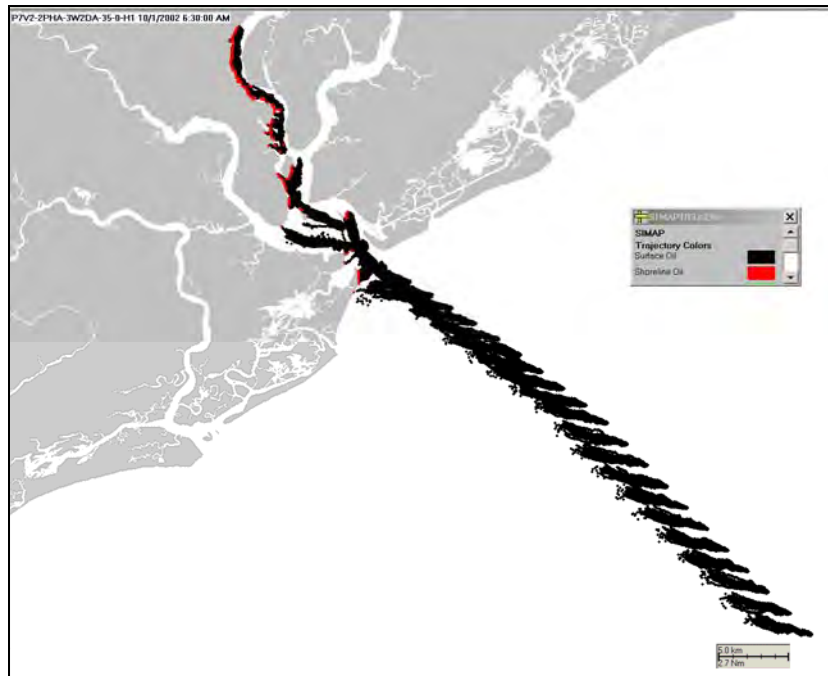 P7V2-2PHA-3W2DA-35-0-H1 10/1/2002 6:30:00 AM
SIMAP
Trajectory Colors
Surface Oil
Shoreline Oil
5.0 km
2.7 Nm